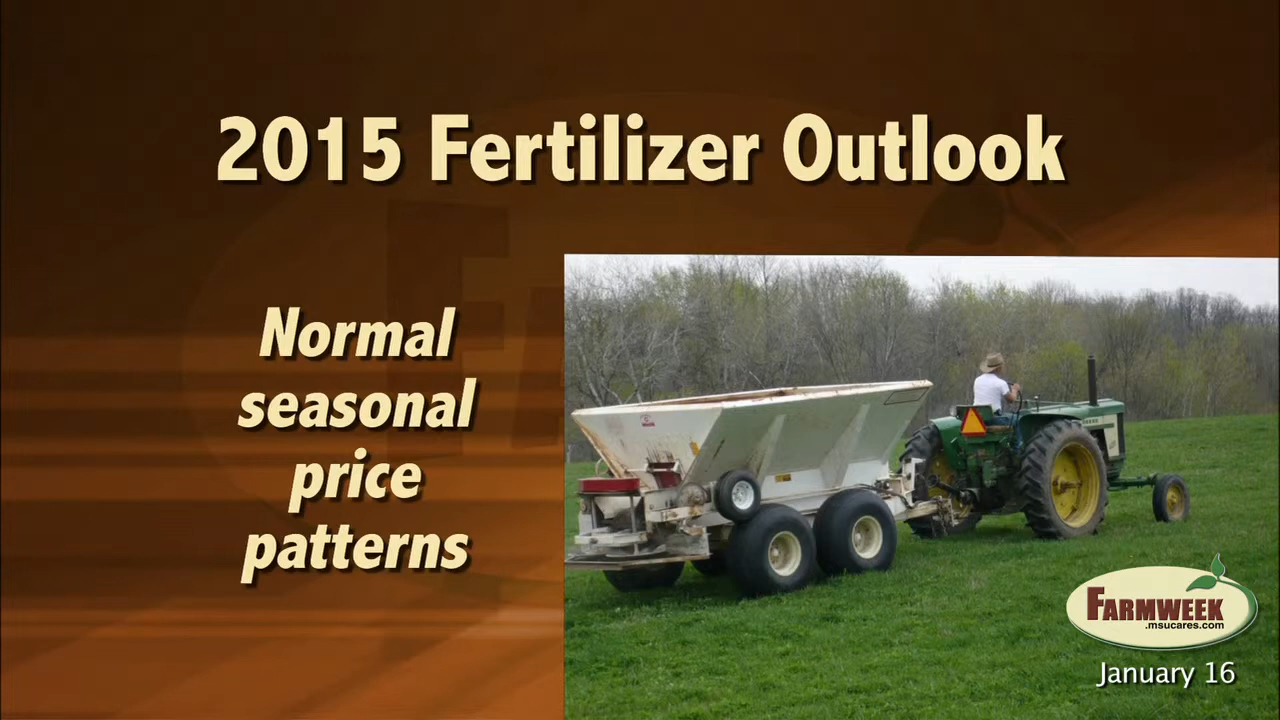 2015 Fertilizer Outlook
Normal
seasonal
price
patterns
FARMWEEK
.msucares.com
January 16